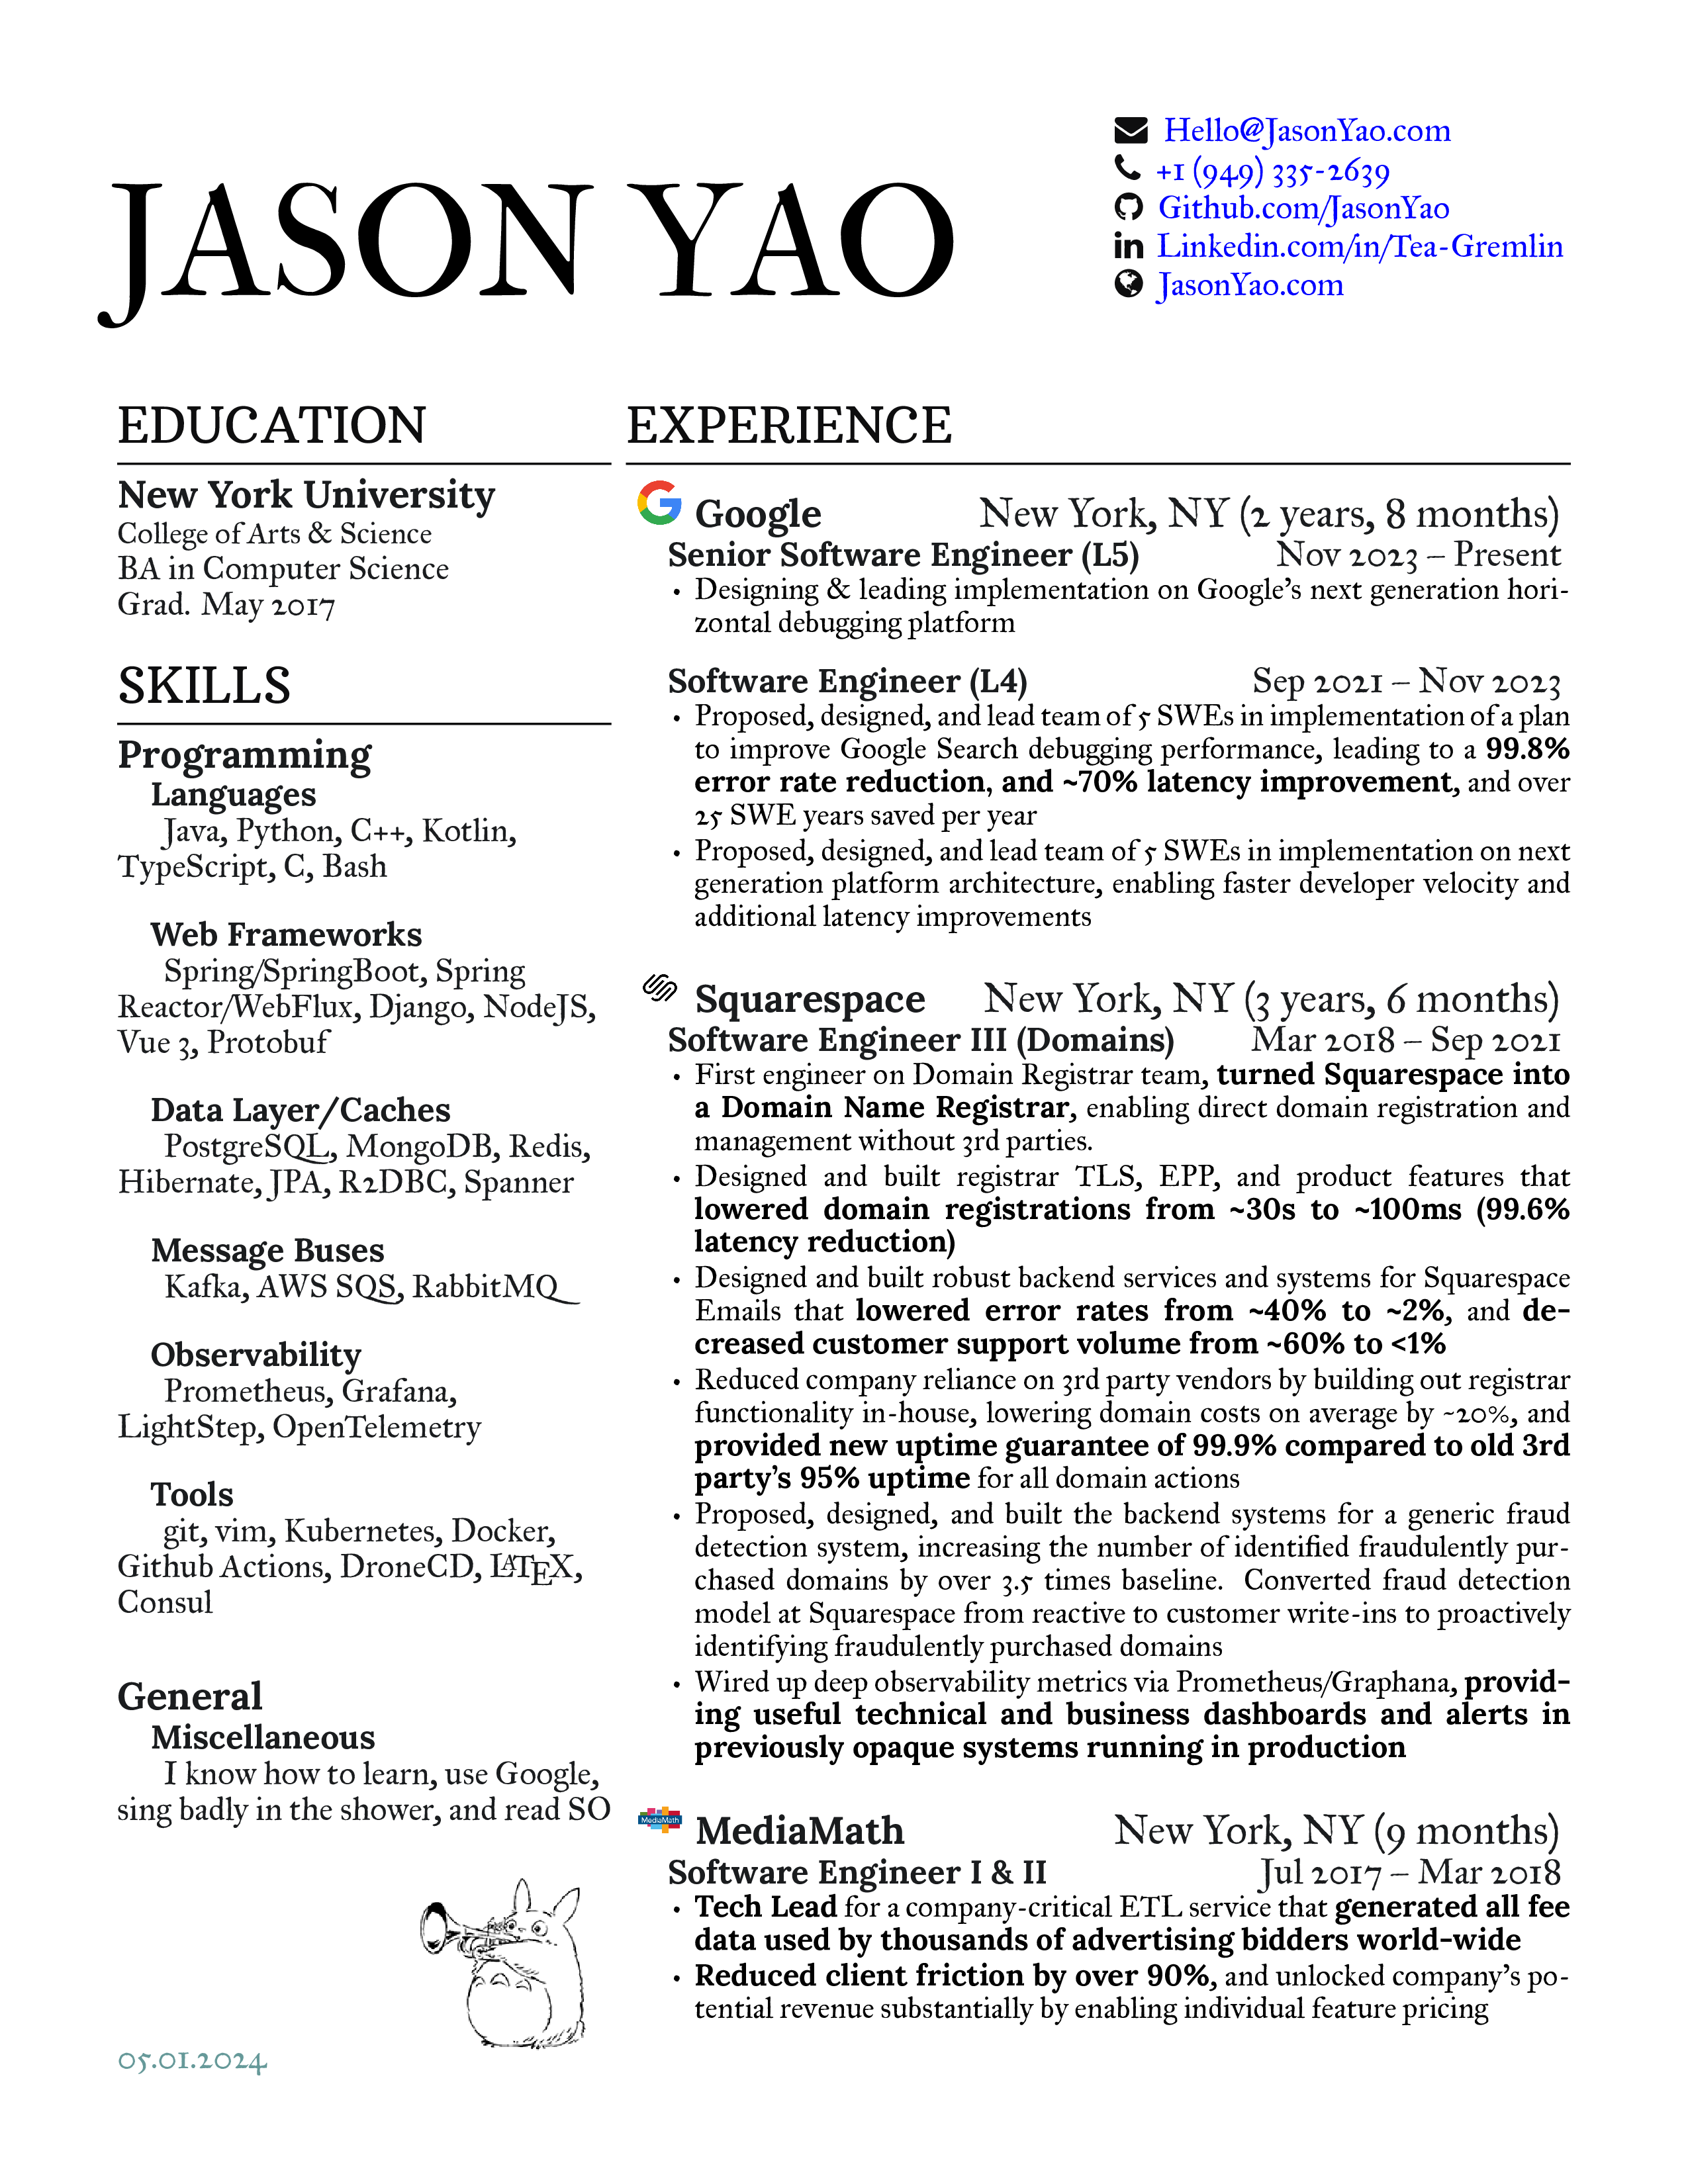 JASON YAO
Hello@JasonYao.com
+1 (949) 335-2639
Github.com/JasonYao
Linkedin.com/in/Tea-Gremlin
JasonYao.com
EDUCATION
New York University
College of Arts & Science
BA in Computer Science
Grad. May 2017
SKILLS
Programming
Languages
Java, Python, C++, Kotlin,
TypeScript, C, Bash
Web Frameworks
Spring/SpringBoot, Spring
Reactor/WebFlux, Django, NodeJS,
Vue 3, Protobuf
Data Layer/Caches
PostgreSQL, MongoDB, Redis,
Hibernate, JPA, R2DBC, Spanner
Message Buses
Kafka, AWS SQS, RabbitMQ
Observability
Prometheus, Grafana,
LightStep, OpenTelemetry
Tools
git, vim, Kubernetes, Docker,
Github Actions, DroneCD, LATEX,
Consul
General
Miscellaneous
I know how to learn, use Google,
sing badly in the shower, and read SO
05.01.2024
EXPERIENCE
Google New York, NY (2 years, 8 months)
Senior Software Engineer (L5) Nov 2023 – Present
• Designing & leading implementation on Google's next generation hori-
zontal debugging platform
Software Engineer (L4) Sep 2021 – Nov 2023
• Proposed, designed, and lead team of 5 SWEs in implementation of a plan
to improve Google Search debugging performance, leading to a 99.8%
error rate reduction, and ~70% latency improvement, and over
25 SWE years saved per year
• Proposed, designed, and lead team of 5 SWEs in implementation on next
generation platform architecture, enabling faster developer velocity and
additional latency improvements
Squarespace New York, NY (3 years, 6 months)
Software Engineer III (Domains) Mar 2018 – Sep 2021
• First engineer on Domain Registrar team, turned Squarespace into
a Domain Name Registrar, enabling direct domain registration and
management without 3rd parties.
• Designed and built registrar TLS, EPP, and product features that
lowered domain registrations from ~30s to ~100ms (99.6%
latency reduction)
• Designed and built robust backend services and systems for Squarespace
Emails that lowered error rates from ~40% to ~2%, and de-
creased customer support volume from ~60% to <1%
• Reduced company reliance on 3rd party vendors by building out registrar
functionality in-house, lowering domain costs on average by ~20%, and
provided new uptime guarantee of 99.9% compared to old 3rd
party's 95% uptime for all domain actions
• Proposed, designed, and built the backend systems for a generic fraud
detection system, increasing the number of identified fraudulently pur-
chased domains by over 3.5 times baseline. Converted fraud detection
model at Squarespace from reactive to customer write-ins to proactively
identifying fraudulently purchased domains
• Wired up deep observability metrics via Prometheus/Graphana, provid-
ing useful technical and business dashboards and alerts in
previously opaque systems running in production
MediaMath
MediaMath New York, NY (9 months)
Software Engineer I & II Jul 2017 – Mar 2018
• Tech Lead for a company-critical ETL service that generated all fee
data used by thousands of advertising bidders world-wide
• Reduced client friction by over 90%, and unlocked company's po-
tential revenue substantially by enabling individual feature pricing